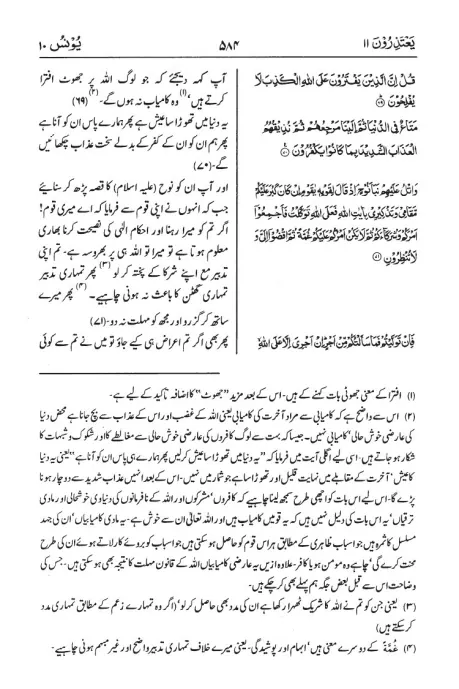 یعتذرون ۱۱
۵۸۴
یونس ۱۰
قُلْ اِنَّ الَّذِيْنَ يَفْتَرُوْنَ عَلَى اللّٰهِ الْكَذِبَ لَا
يُفْلِحُوْنَ
مَتَاعٌ فِى الدُّنْيَا ثُمَّ اِلَيْنَا مَرْجِعُهُمْ ثُمَّ نُذِيْقُهُمُ
الْعَذَابَ الشَّدِيْدَ بِمَا كَانُوْا يَكْفُرُوْنَ
وَاتْلُ عَلَيْهِمْ نَبَاَ نُوْحٍ اِذْ قَالَ لِقَوْمِهٖ يٰقَوْمِ اِنْ كَانَ كَبُرَ عَلَيْكُمْ
مَّقَامِىْ وَتَذْكِيْرِىْ بِاٰيٰتِ اللّٰهِ فَعَلَى اللّٰهِ تَوَكَّلْتُ فَاَجْمِعُوْٓا
اَمْرَكُمْ وَشُرَكَآءَكُمْ ثُمَّ لَا يَكُنْ اَمْرُكُمْ عَلَيْكُمْ غُمَّةً ثُمَّ اقْضُوْٓا اِلَىَّ وَ
لَا تُنْظِرُوْنِ
فَاِنْ تَوَلَّيْتُمْ فَمَا سَاَلْتُكُمْ مِّنْ اَجْرٍ اِنْ اَجْرِىَ اِلَّا عَلَى اللّٰهِ
آپ کہہ دیجئے کہ جو لوگ اللہ پر جھوٹ افترا
کرتے ہیں،(۱) وہ کامیاب نہ ہوں گے۔(۲) (۶۹)
یہ دنیا میں تھوڑا سا عیش ہے پھر ہمارے پاس ان کو آنا ہے
پھر ہم ان کو ان کے کفر کے بدلے سخت عذاب چکھائیں
گے۔(۷۰)
اور آپ ان کو نوح (علیہ السلام) کا قصہ پڑھ کر سنائیے
جب کہ انہوں نے اپنی قوم سے فرمایا کہ اے میری قوم!
اگر تم کو میرا رہنا اور احکام الٰہی کی نصیحت کرنا بھاری
معلوم ہوتا ہے تو میرا تو اللہ ہی پر بھروسہ ہے۔ تم اپنی
تدبیر مع اپنے شرکا کے پختہ کر لو(۳) پھر تمہاری تدبیر
تمہاری گھٹن کا باعث نہ ہونی چاہیے۔(۴) پھر میرے
ساتھ کر گزرو اور مجھ کو مہلت نہ دو۔(۷۱)
پھر بھی اگر تم اعراض ہی کیے جاؤ تو میں نے تم سے کوئی
(۱) افترا کے معنی جھوٹی بات کہنے کے ہیں۔ اس کے بعد مزید "جھوٹ" کا اضافہ تاکید کے لیے ہے۔
(۲) اس سے واضح ہے کہ کامیابی سے مراد آخرت کی کامیابی یعنی اللہ کے غضب اور اس کے عذاب سے بچ جانا ہے محض دنیا
کی عارضی خوش حالی، کامیابی نہیں۔ جیسا کہ بہت سے لوگ کافروں کی عارضی خوش حالی سے مغالطے کا اور شکوک و شبہات کا
شکار ہو جاتے ہیں۔ اسی لیے اگلی آیت میں فرمایا کہ "یہ دنیا میں تھوڑا سا عیش کر لیں پھر ہمارے ہی پاس ان کو آنا ہے" یعنی یہ دنیا
کا عیش، آخرت کے مقابلے میں نہایت قلیل اور تھوڑا سا ہے جو شمار میں نہیں۔ اس کے بعد انہیں عذاب شدید سے دوچار ہونا
پڑے گا۔ اس لیے اس بات کو اچھی طرح سمجھ لینا چاہیے کہ کافروں، مشرکوں اور اللہ کے نافرمانوں کی دنیاوی خوشحالی اور مادی
ترقیاں، یہ اس بات کی دلیل نہیں ہیں کہ یہ قومیں کامیاب ہیں اور اللہ تعالیٰ ان سے خوش ہے۔ یہ مادی کامیابیاں، ان کی جہد
مسلسل کا ثمرہ ہیں جو اسباب ظاہری کے مطابق ہر اس قوم کو حاصل ہو سکتی ہیں جو اسباب کو بروئے کار لاتے ہوئے ان کی طرح
محنت کرے گی، چاہے وہ مومن ہو یا کافر۔ علاوہ ازیں یہ عارضی کامیابیاں اللہ کے قانون مہلت کا نتیجہ بھی ہو سکتی ہیں۔ جس کی
وضاحت اس سے قبل بعض جگہ ہم پہلے بھی کر چکے ہیں۔
(۳) یعنی جن کو تم نے اللہ کا شریک ٹھہرا رکھا ہے ان کی مدد بھی حاصل کر لو، (اگر وہ تمہارے زعم کے مطابق تمہاری مدد
کر سکتے ہیں)
(۴) غُمَّةً کے دوسرے معنی ہیں، ابہام اور پوشیدگی۔ یعنی میرے خلاف تمہاری تدبیر واضح اور غیر مبہم ہونی چاہیے۔